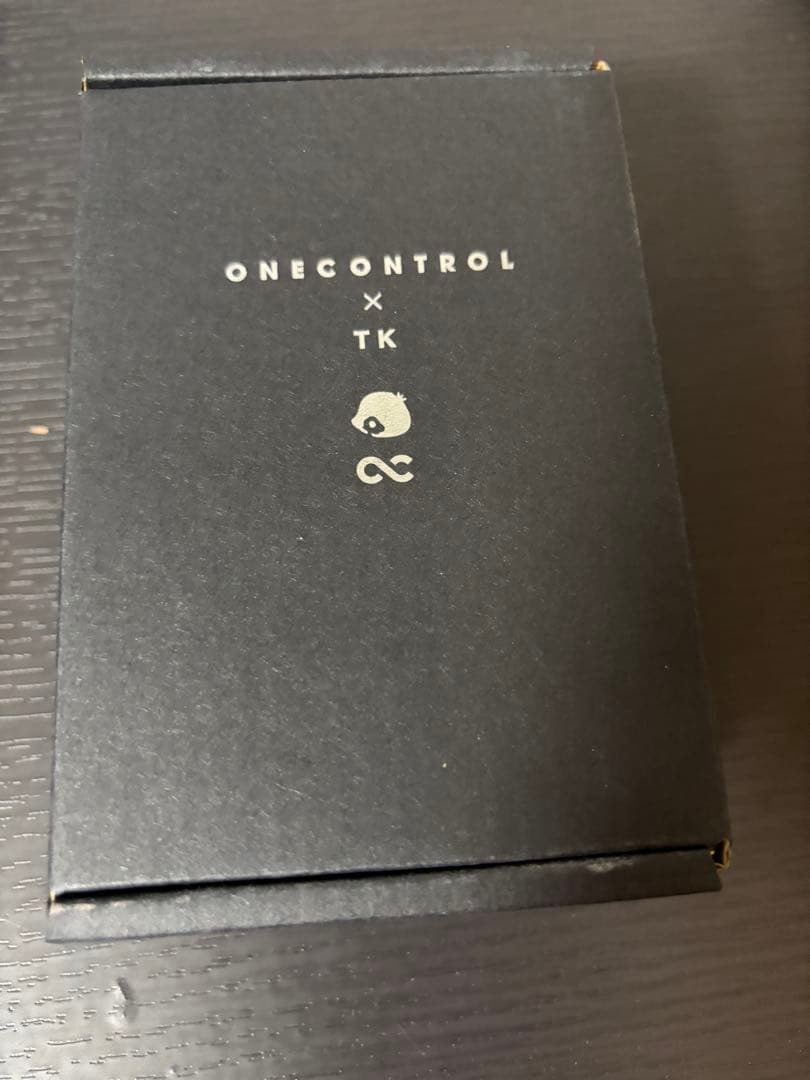 ONECONTROL
×
TK